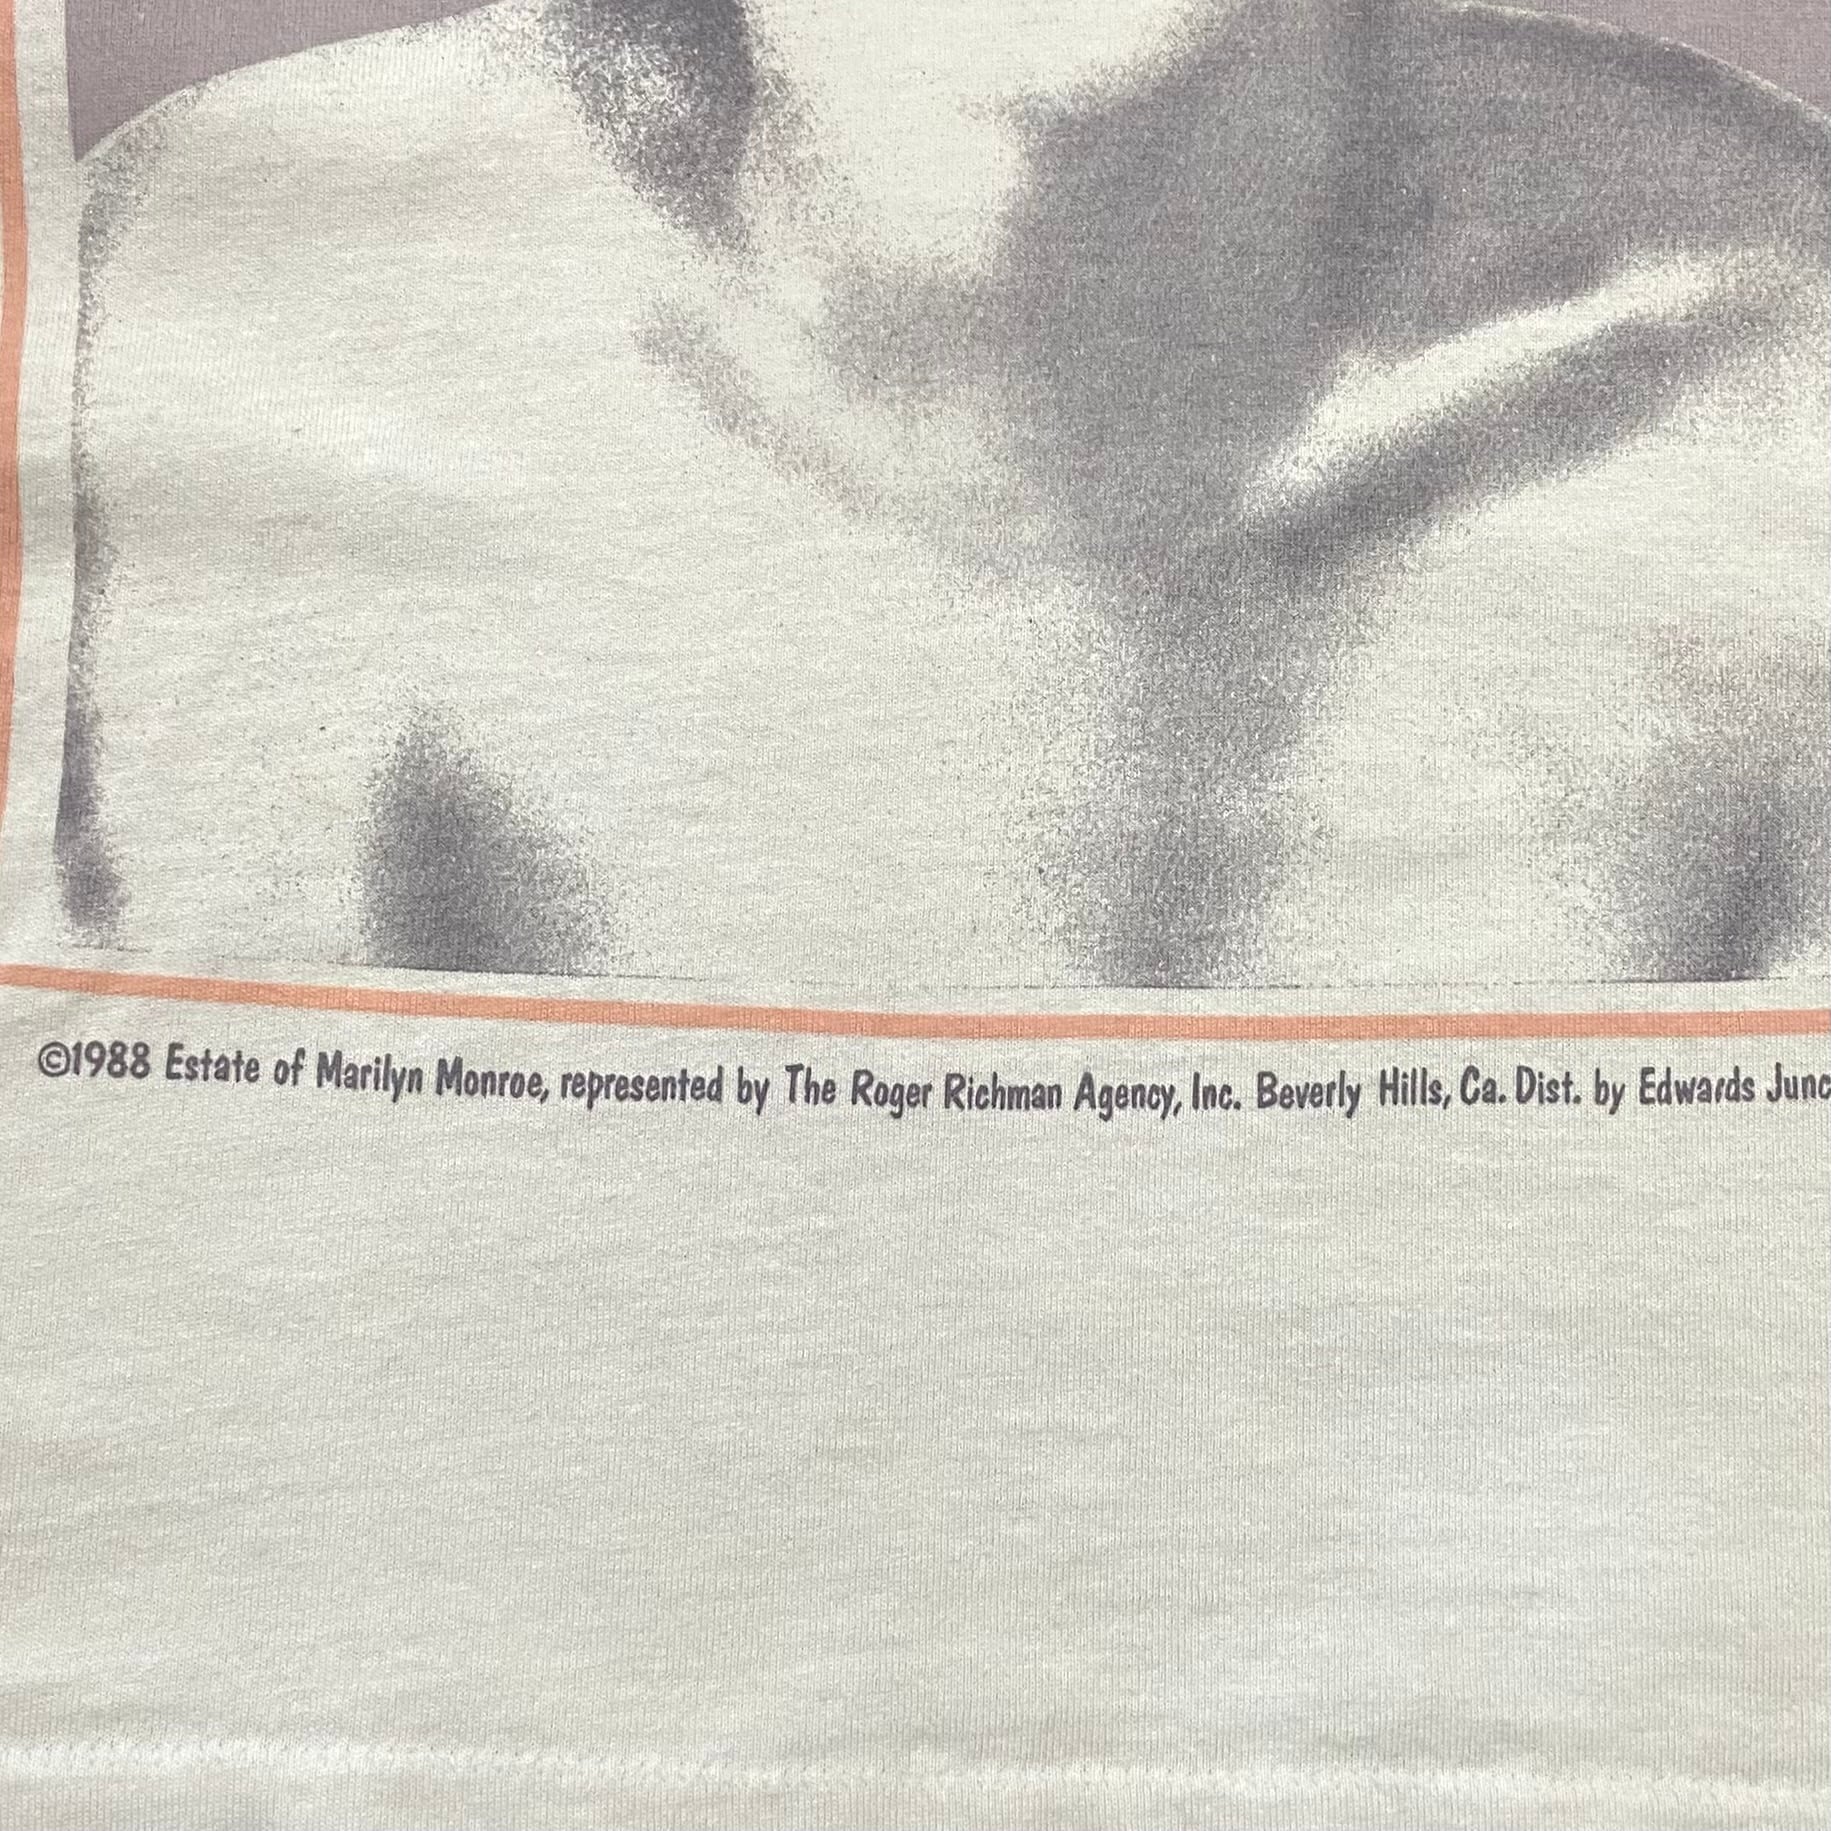 ©1988 Estate of Marilyn Monroe, represented by The Roger Richman Agency, Inc. Beverly Hills, Ca. Dist. by Edwards